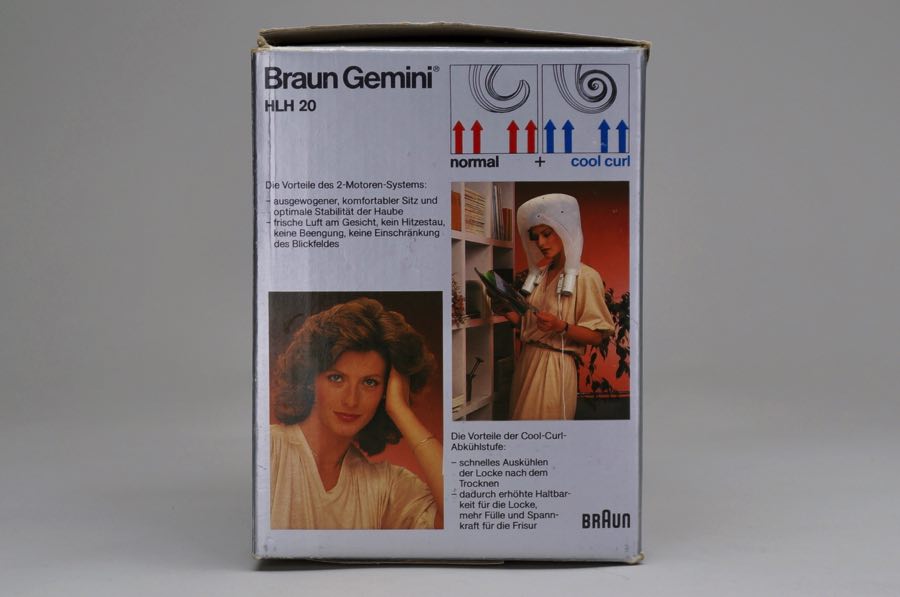 Braun Gemini®
HLH 20
normal + cool curl
Die Vorteile des 2-Motoren-Systems:
– ausgewogener, komfortabler Sitz und
optimale Stabilität der Haube
– frische Luft am Gesicht, kein Hitzestau,
keine Beengung, keine Einschränkung
des Blickfeldes
Die Vorteile der Cool-Curl-
Abkühlstufe:
– schnelles Auskühlen
der Locke nach dem
Trocknen
– dadurch erhöhte Haltbar-
keit für die Locke,
mehr Fülle und Spann-
kraft für die Frisur
BRAUN